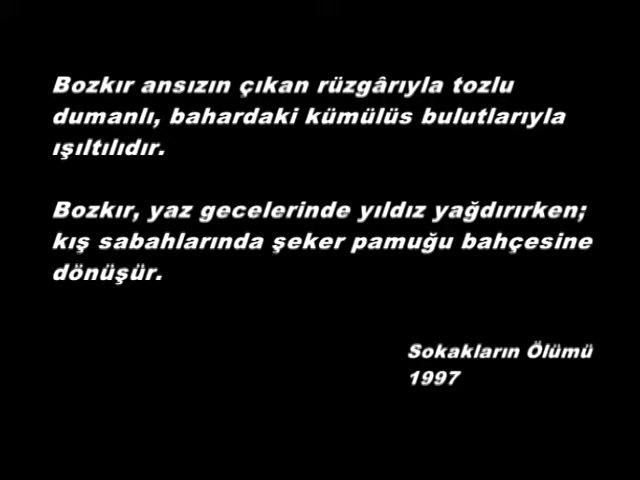 Bozkır ansızın çıkan rüzgârıyla tozlu
dumanlı, bahardaki kümülüs bulutlarıyla
ışıltılıdır.
Bozkır, yaz gecelerinde yıldız yağdırırken;
kış sabahlarında şeker pamuğu bahçesine
dönüşür.
Sokakların Ölümü
1997